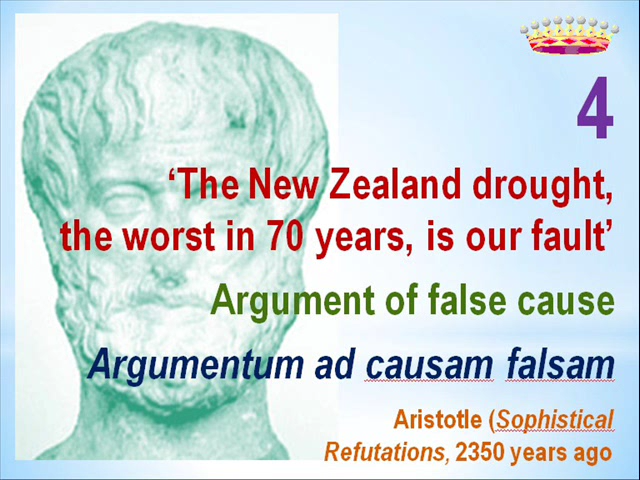 4
‘The New Zealand drought,
the worst in 70 years, is our fault’
Argument of false cause
Argumentum ad causam falsam
Aristotle (Sophistical
Refutations, 2350 years ago